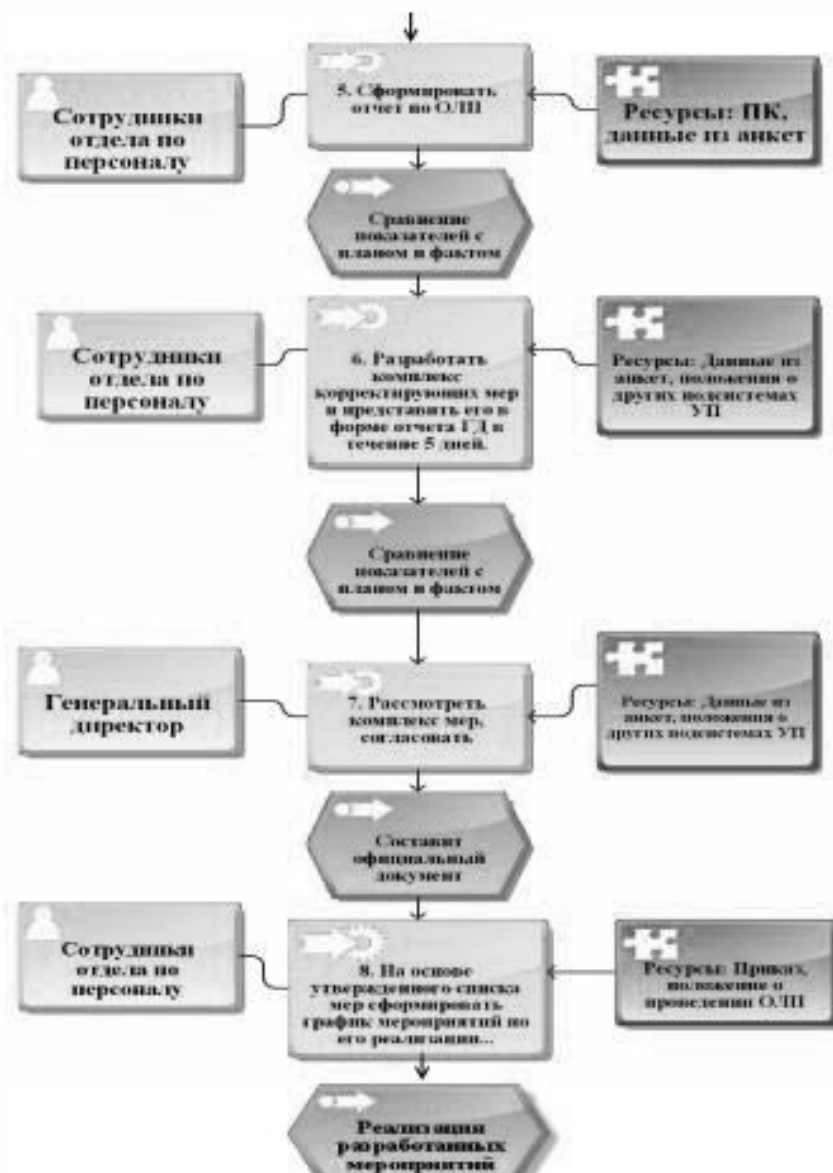 5. Сформировать
отчет по ОЛП
Сотрудники
отдела по
персоналу
Ресурсы: ПК,
данные из анкет
Сравнение
показателей с
планом и фактом
Сотрудники
отдела по
персоналу
6. Разработать
комплекс
корректирующих мер
и представить его в
форме отчета ГД в
течение 5 дней.
Ресурсы: Данные из
анкет, положения о
других подсистемах
УП
Сравнение
показателей с
планом и фактом
Генеральный
директор
7. Рассмотреть
комплекс мер,
согласовать
Ресурсы: Данные из
анкет, положения о
других подсистемах УП
Составит
официальный
документ
Сотрудники
отдела по
персоналу
8. На основе
утвержденного списка
мер сформировать
график мероприятий по
его реализации...
Ресурсы: Приках,
положение о
проведении ОЛП
Реализация
разработанных
мероприятий